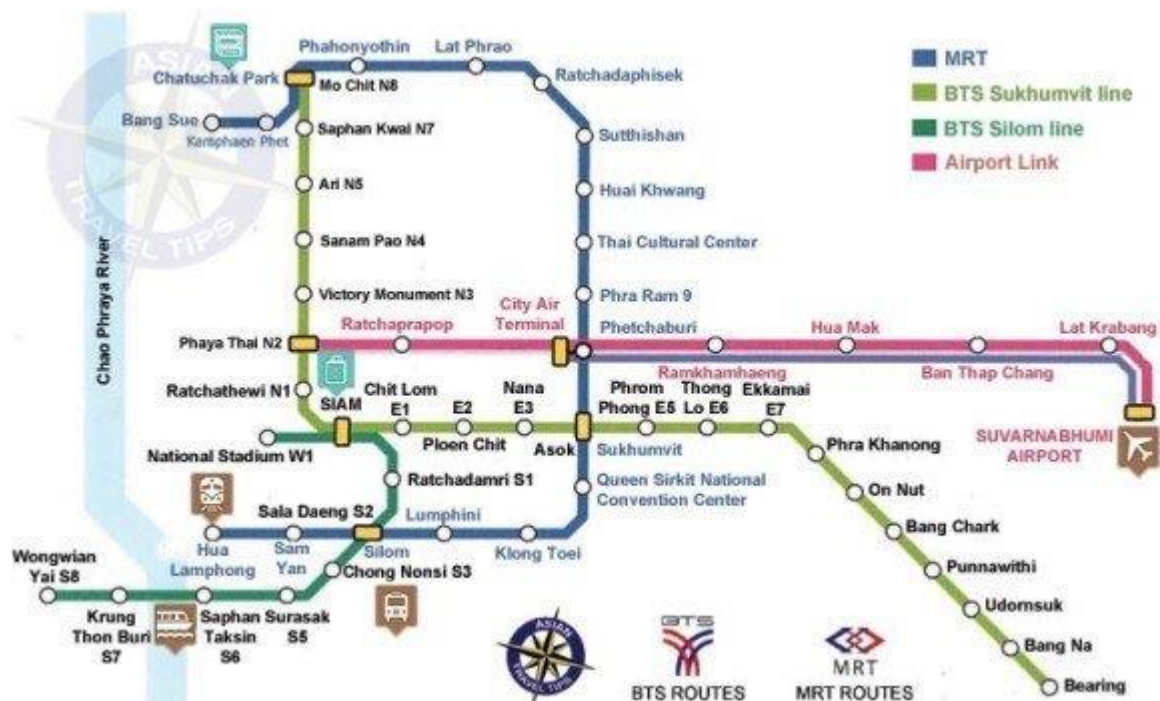 ASIAN
TRAVEL TIPS
Chao Phraya River
Chatuchak Park
Phahonyothin
Lat Phrao
Ratchadaphisek
Mo Chit N8
Bang Sue
Kamphaen Phet
Saphan Kwai N7
Sutthishan
Ari N5
Huai Khwang
Sanam Pao N4
Thai Cultural Center
Victory Monument N3
Phra Ram 9
MRT
BTS Sukhumvit line
BTS Silom line
Airport Link
Phaya Thai N2
Ratchaprapop
City Air
Terminal
Phetchaburi
Ramkhamhaeng
Hua Mak
Ban Thap Chang
Lat Krabang
SUVARNABHUMI
AIRPORT
Ratchathewi N1
SIAM
Chit Lom
E1
E2
Ploen Chit
Nana
E3
Asok
Sukhumvit
Phrom
Phong E5
Thong
Lo E6
Ekkamai
E7
Phra Khanong
On Nut
Bang Chark
Punnawithi
Udornsuk
Bang Na
Bearing
National Stadium W1
Ratchadamri S1
Queen Sirkit National
Convention Center
Sala Daeng S2
Lumphini
Hua
Lamphong
Sam
Yan
Silom
Klong Toei
Chong Nonsi S3
Wongwian
Yai S8
Krung
Thon Buri
S7
Saphan
Taksin
S6
Surasak
S5
ASIAN
TRAVEL TIPS
BTS
BTS ROUTES
MRT
MRT ROUTES